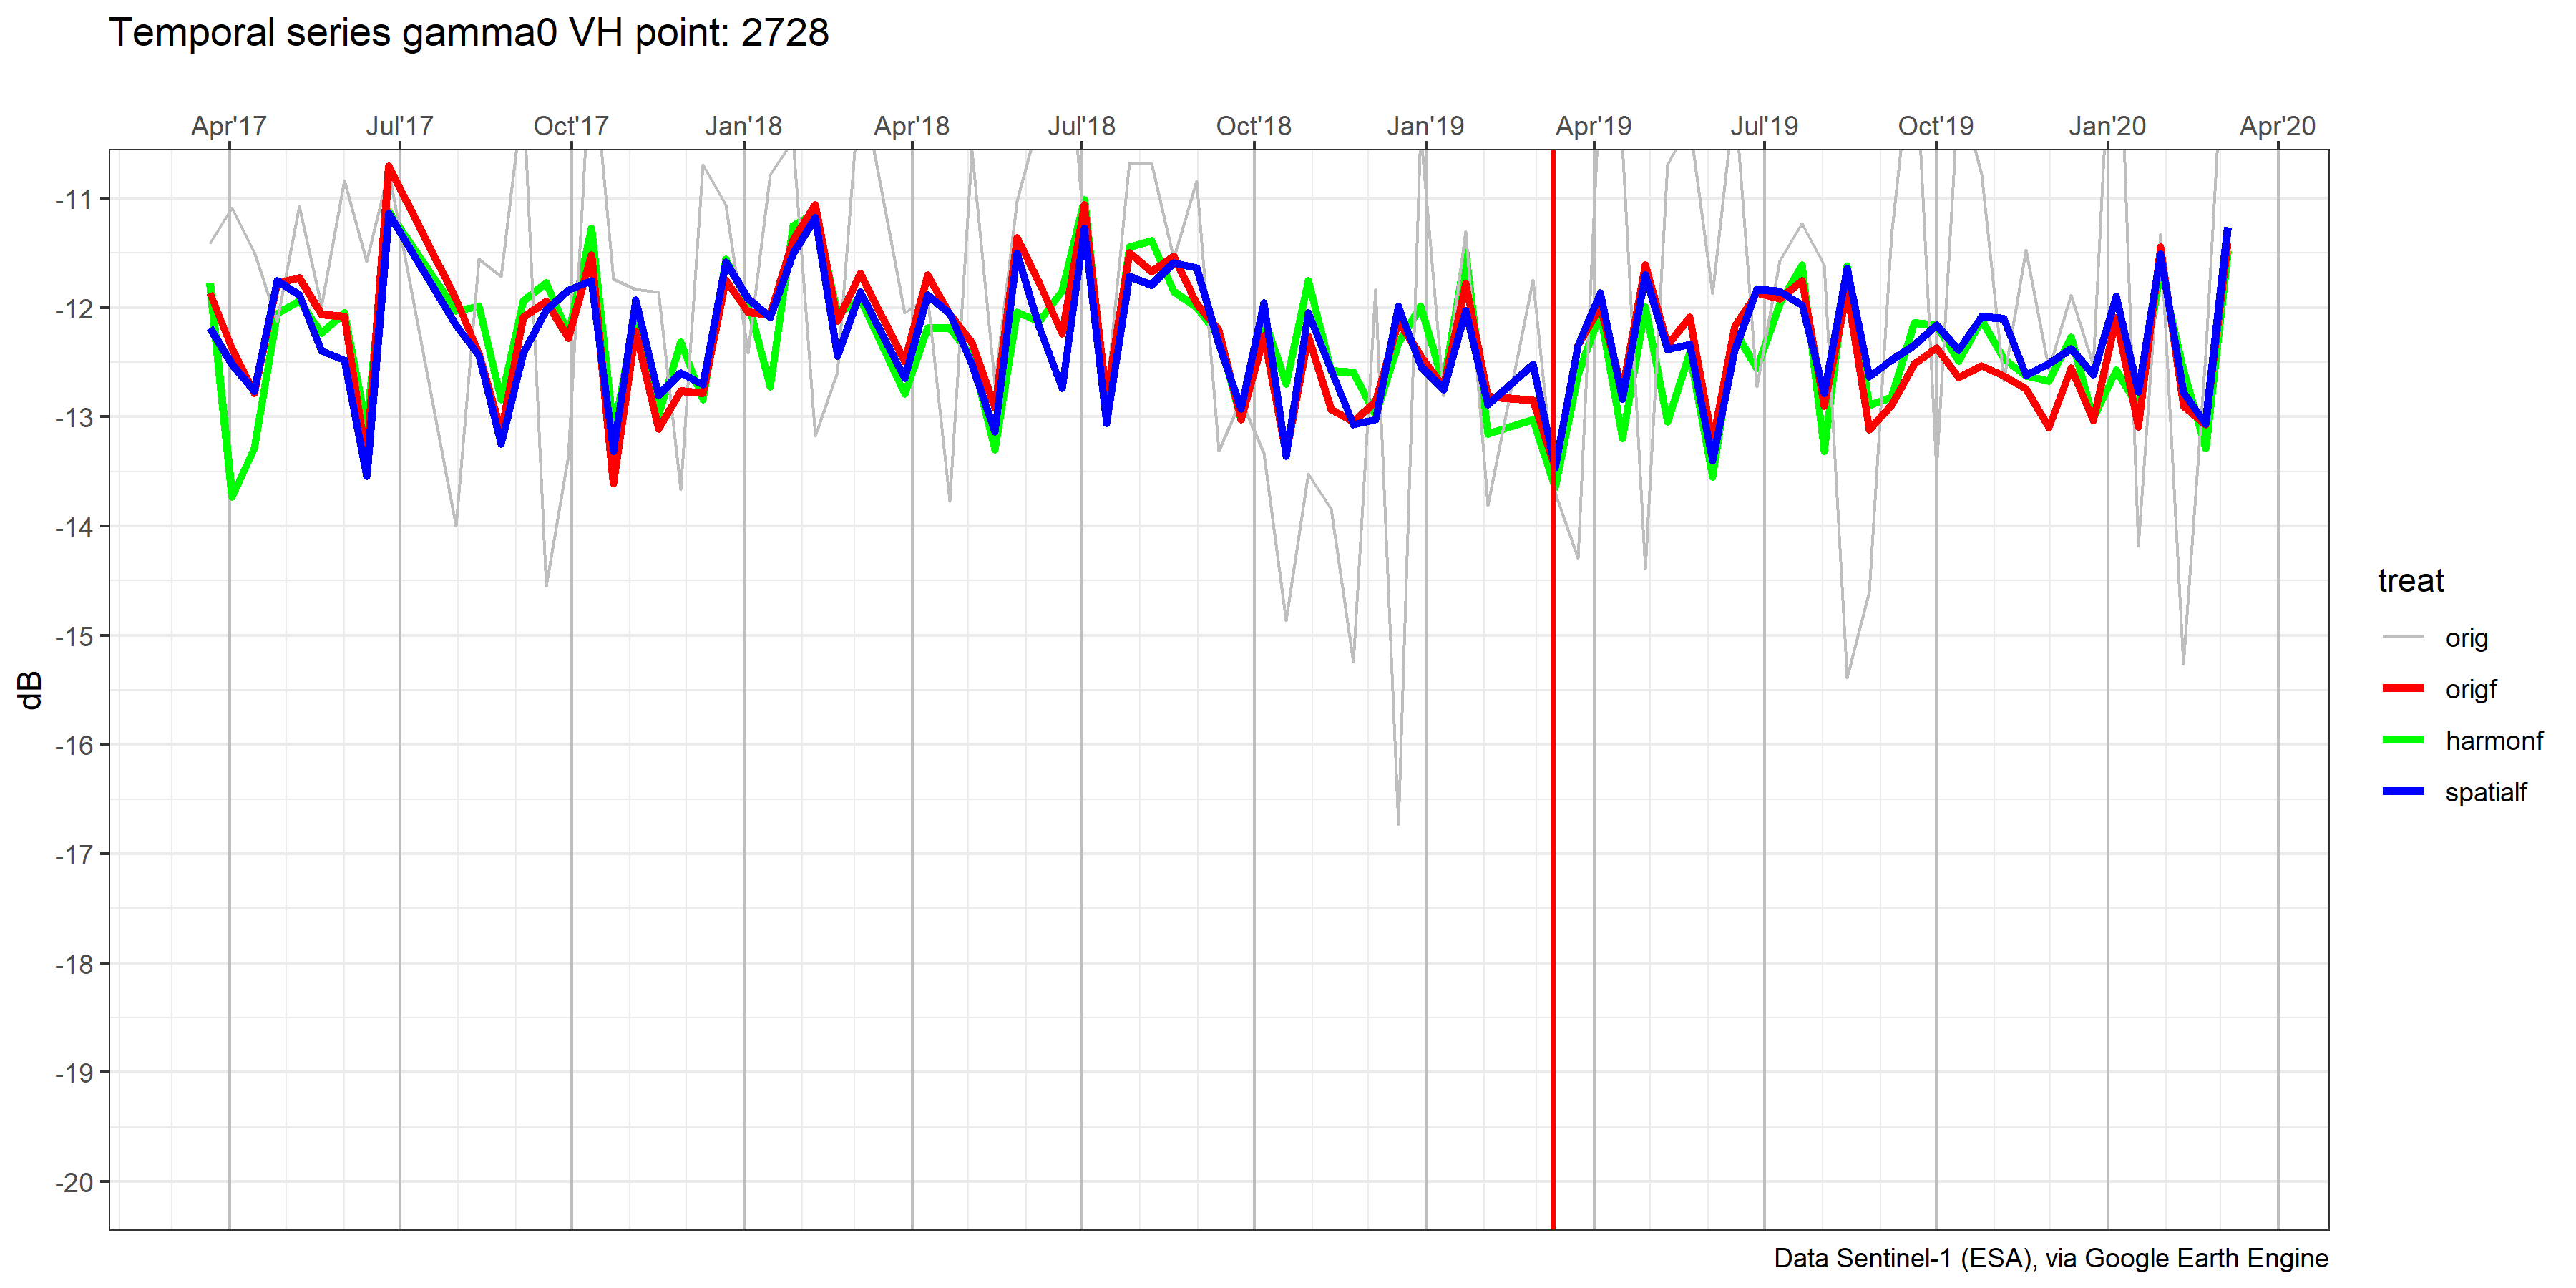 Temporal series gamma0 VH point: 2728
Apr'17 Jul'17 Oct'17 Jan'18 Apr'18 Jul'18 Oct'18 Jan'19 Apr'19 Jul'19 Oct'19 Jan'20 Apr'20
-11
-12
-13
-14
-15
-16
-17
-18
-19
-20
dB
treat
orig
origf
harmonf
spatialf
Data Sentinel-1 (ESA), via Google Earth Engine